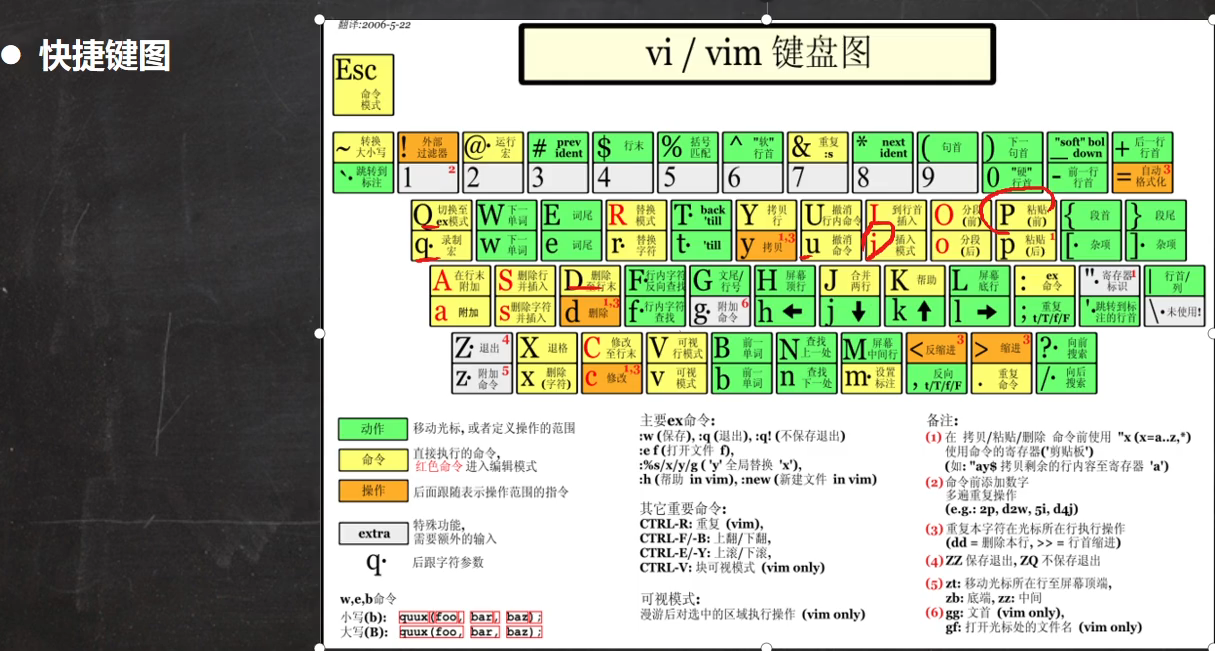 翻译:2006-5-22
● 快捷键图
vi / vim 键盘图
Esc 命令模式
~ 转换大小写 ! 外部过滤器 @· 运行宏 # prev ident $ 行末 % 括号匹配 ^ "软"行首 & 重复 :s * next ident ( 句首 ) 下一句首 "soft" bol down _ + 后一行行首
`· 跳转到标注 1 2 2 3 4 5 6 7 8 9 0 "硬"行首 - 前一行行首 = 自动格式化 3
Q 切换至ex模式 W 下一单词 E 词尾 R 替换模式 T· back 'till Y 拷贝行 U 撤消行内命令 I 到行首插入 O 分段(前) P 粘贴(前) { 段首 } 段尾
q· 录制宏 w 下一单词 e 词尾 r· 替换字符 t· 'till y 拷贝 1,3 u 撤消命令 i 插入模式 o 分段(后) p 粘贴(后) 1 [· 杂项 ]· 杂项
A 在行末附加 S 删除行并插入 D 删除至行末 F· 行内字符反向查找 G 文尾/行号 H 屏幕顶行 J 合并两行 K 帮助 L 屏幕底行 : ex命令 "· 寄存器标识 1 | 行首/列
a 附加 s 删除字符并插入 d 删除 1,3 f· 行内字符查找 g· 附加命令 6 h ← j ↓ k ↑ l → ; 重复 t/T/f/F '· 跳转到标注的行首 \· 未使用!
Z· 退出 4 X 退格 C 修改至行末 V 可视行模式 B 前一单词 N 查找上一处 M 屏幕中间行 < 反缩进 3 > 缩进 3 ?· 向前搜索
z· 附加命令 5 x 删除(字符) c 修改 1,3 v 可视模式 b 前一单词 n 查找下一处 m· 设置标注 , 反向 t/T/f/F . 重复命令 /· 向后搜索
动作 移动光标, 或者定义操作的范围
命令 直接执行的命令,
红色命令 进入编辑模式
操作 后面跟随表示操作范围的指令
extra 特殊功能,
需要额外的输入
q· 后跟字符参数
w,e,b命令
小写(b): quux(foo, bar, baz);
大写(B): quux(foo, bar, baz);
主要ex命令:
:w (保存), :q (退出), :q! (不保存退出)
:e f (打开文件 f),
:%s/x/y/g ( 'y' 全局替换 'x'),
:h (帮助 in vim), :new (新建文件 in vim)
其它重要命令:
CTRL-R: 重复 (vim),
CTRL-F/-B: 上翻/下翻,
CTRL-E/-Y: 上滚/下滚,
CTRL-V: 块可视模式 (vim only)
可视模式:
漫游后对选中的区域执行操作 (vim only)
备注:
(1) 在 拷贝/粘贴/删除 命令前使用 "x (x=a..z,*)
使用命令的寄存器('剪贴板')
(如: "ay$ 拷贝剩余的行内容至寄存器 'a')
(2) 命令前添加数字
多遍重复操作
(e.g.: 2p, d2w, 5i, d4j)
(3) 重复本字符在光标所在行执行操作
(dd = 删除本行, >> = 行首缩进)
(4) ZZ 保存退出, ZQ 不保存退出
(5) zt: 移动光标所在行至屏幕顶端,
zb: 底端, zz: 中间
(6) gg: 文首 (vim only),
gf: 打开光标处的文件名 (vim only)